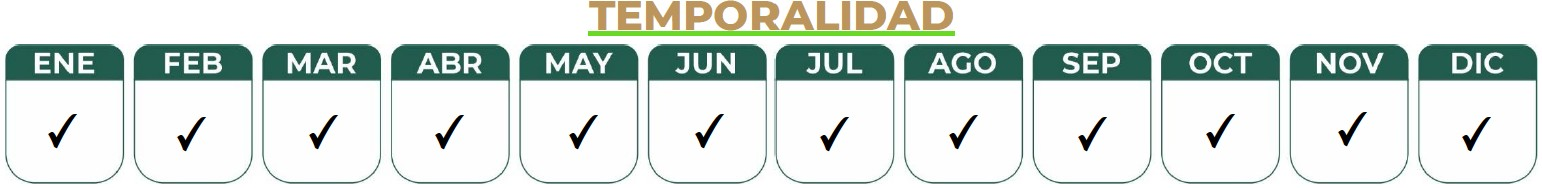 TEMPORALIDAD
ENE FEB MAR ABR MAY JUN JUL AGO SEP OCT NOV DIC
✓ ✓ ✓ ✓ ✓ ✓ ✓ ✓ ✓ ✓ ✓ ✓